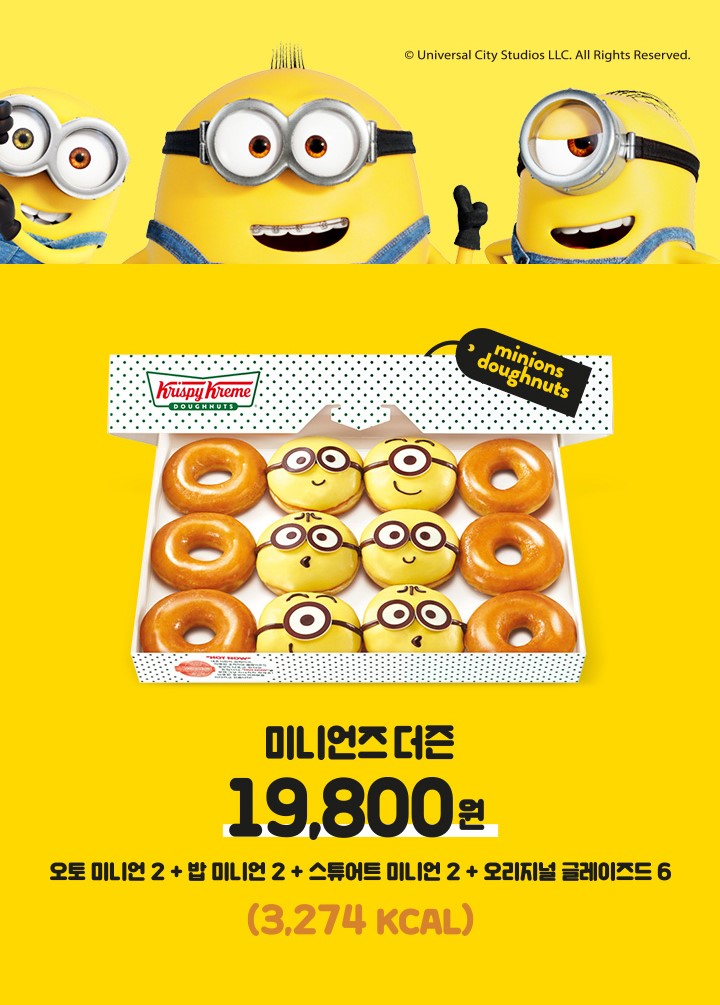 © Universal City Studios LLC. All Rights Reserved.
minions
doughnuts
Krispy Kreme
DOUGHNUTS
"HOT NOW"
미니언즈 더즌
19,800원
오토 미니언 2 + 밥 미니언 2 + 스튜어트 미니언 2 + 오리지널 글레이즈드 6
(3,274 KCAL)